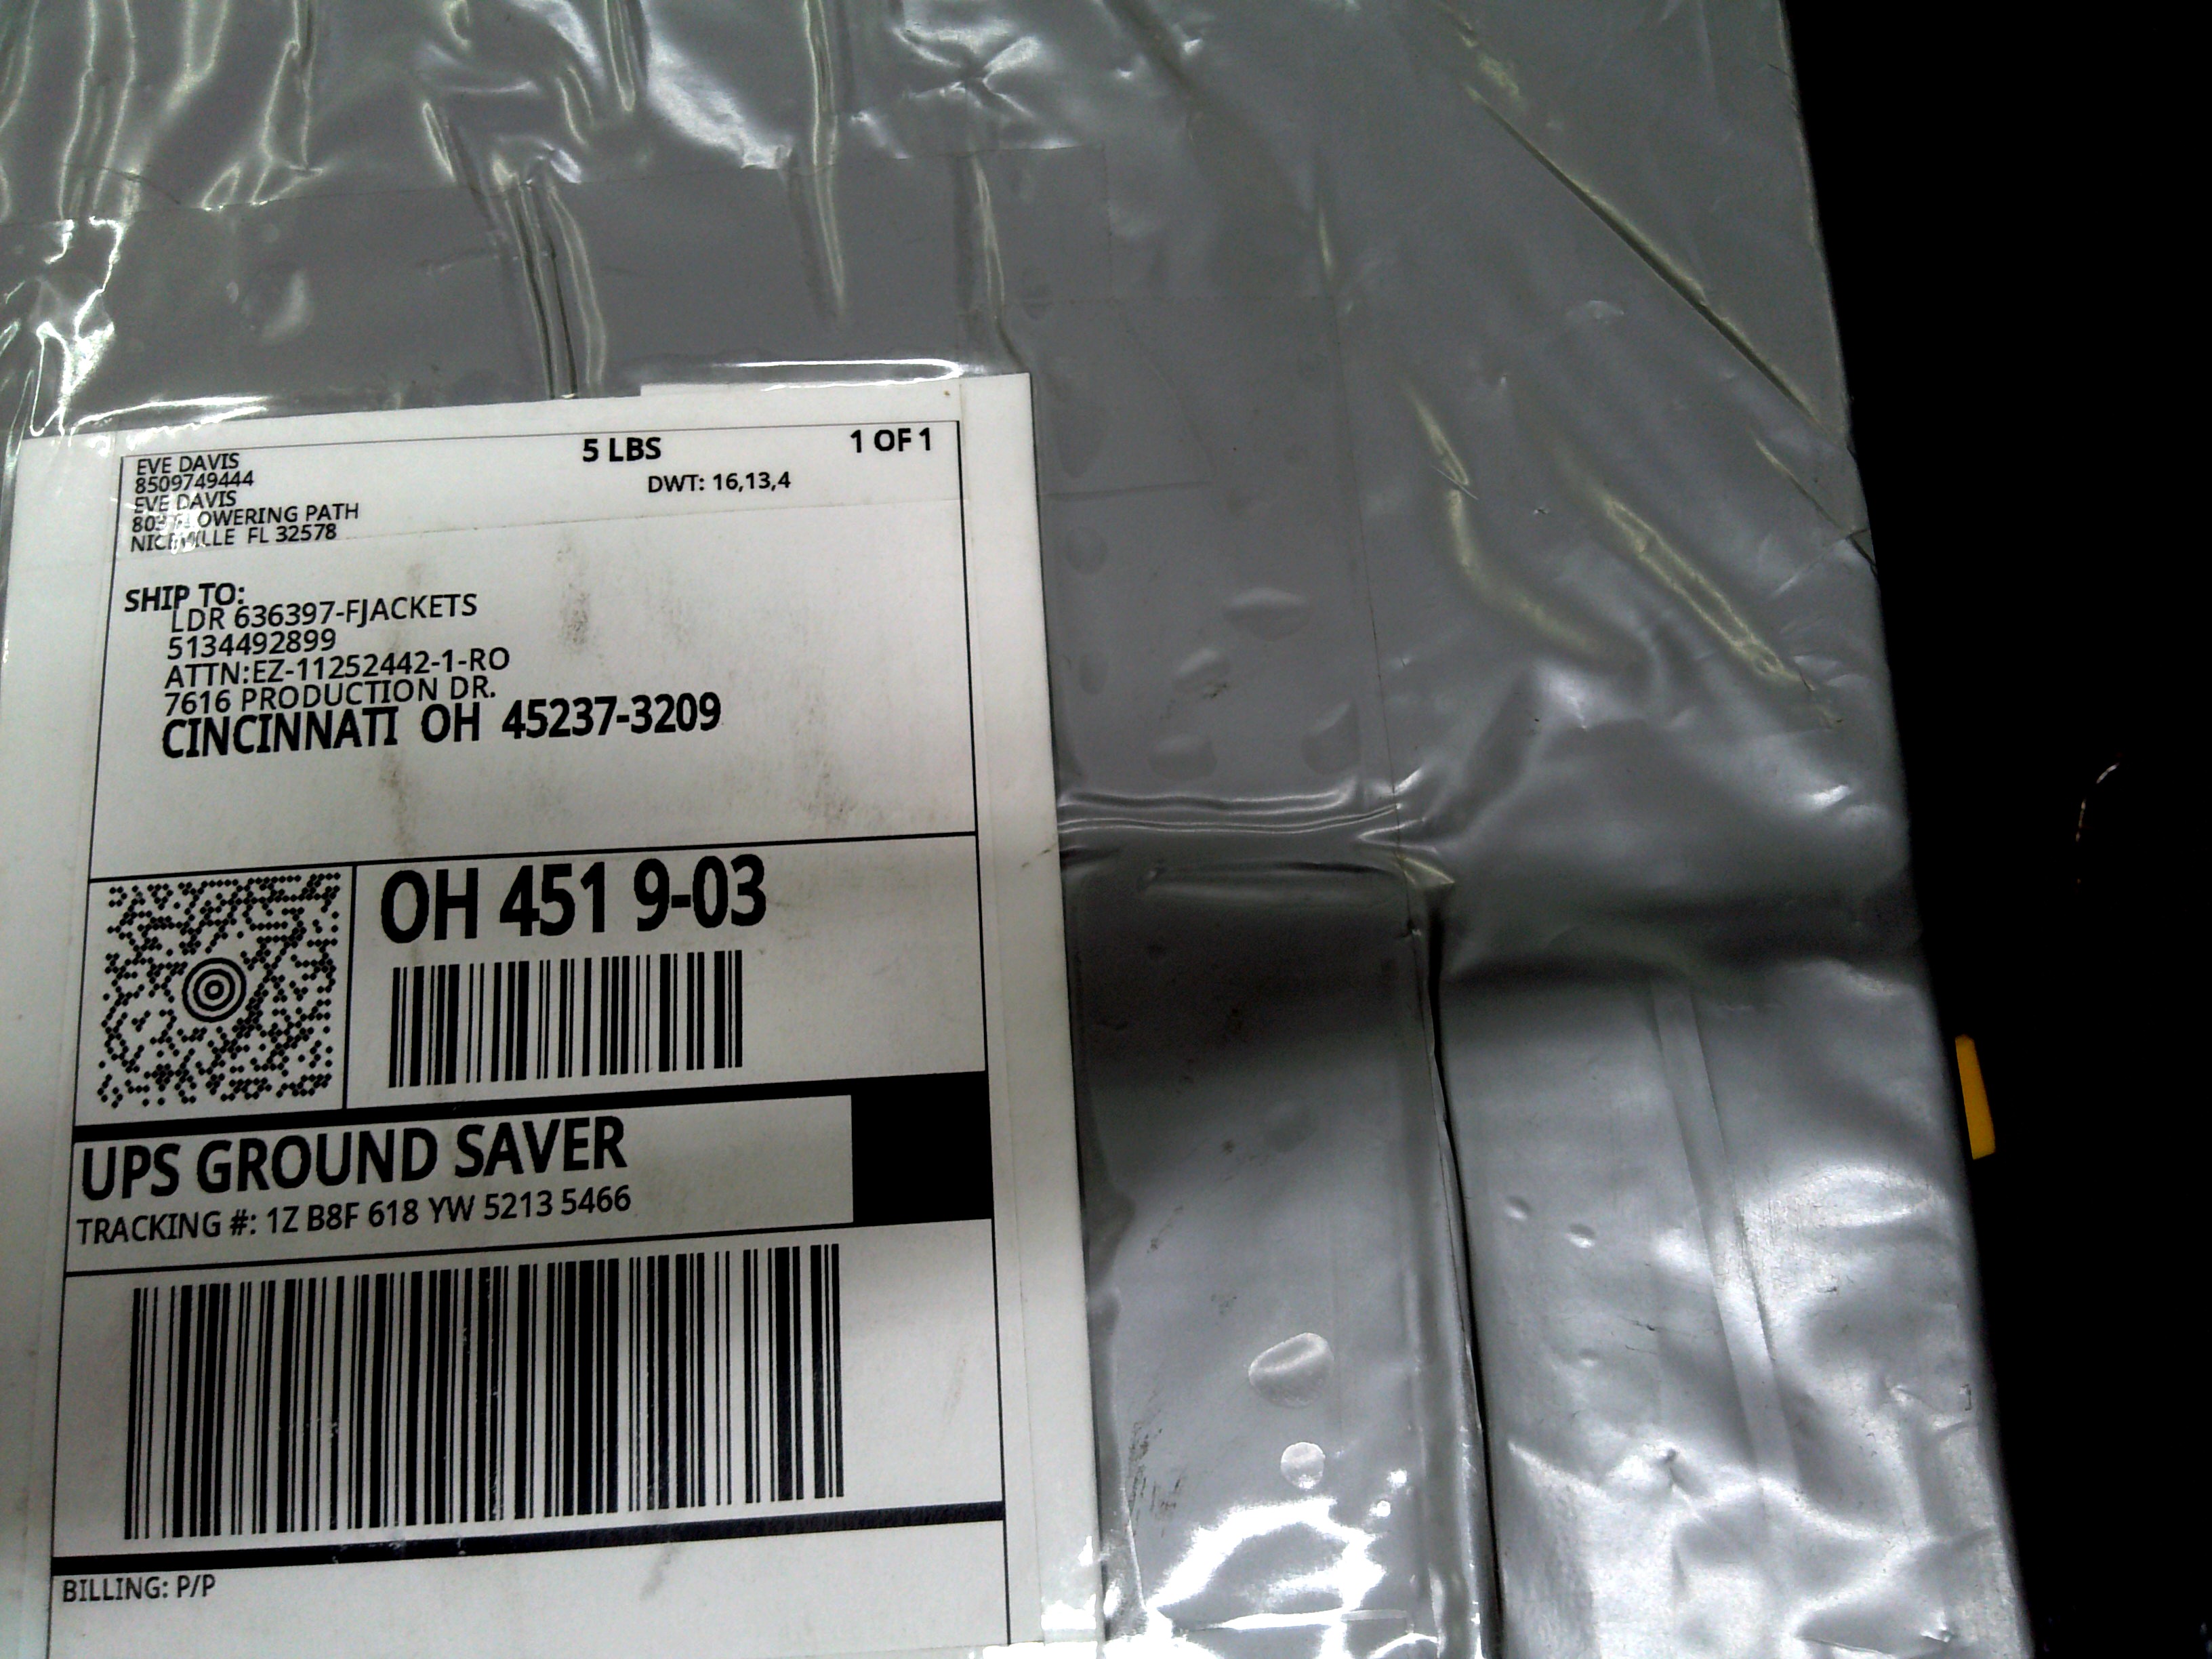 EVE DAVIS
8509749444
EVE DAVIS
PATH
NICEVILLE FL 32578
5 LBS
1 OF 1
DWT: 16,13,4
SHIP TO:
LDR 636397-FJACKETS
5134492899
ATTN:EZ-11252442-1-RO
7616 PRODUCTION DR.
CINCINNATI OH 45237-3209
OH 451 9-03
UPS GROUND SAVER
TRACKING #: 1Z B8F 618 YW 5213 5466
BILLING: P/P